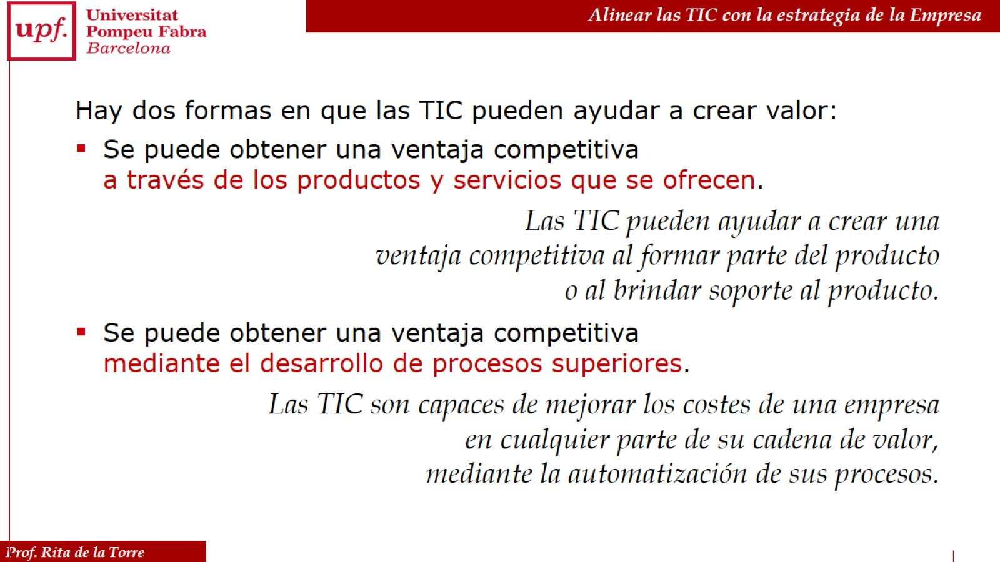 upf.
Universitat
Pompeu Fabra
Barcelona
Alinear las TIC con la estrategia de la Empresa
Hay dos formas en que las TIC pueden ayudar a crear valor:
▪ Se puede obtener una ventaja competitiva
a través de los productos y servicios que se ofrecen.
Las TIC pueden ayudar a crear una
ventaja competitiva al formar parte del producto
o al brindar soporte al producto.
▪ Se puede obtener una ventaja competitiva
mediante el desarrollo de procesos superiores.
Las TIC son capaces de mejorar los costes de una empresa
en cualquier parte de su cadena de valor,
mediante la automatización de sus procesos.
Prof. Rita de la Torre